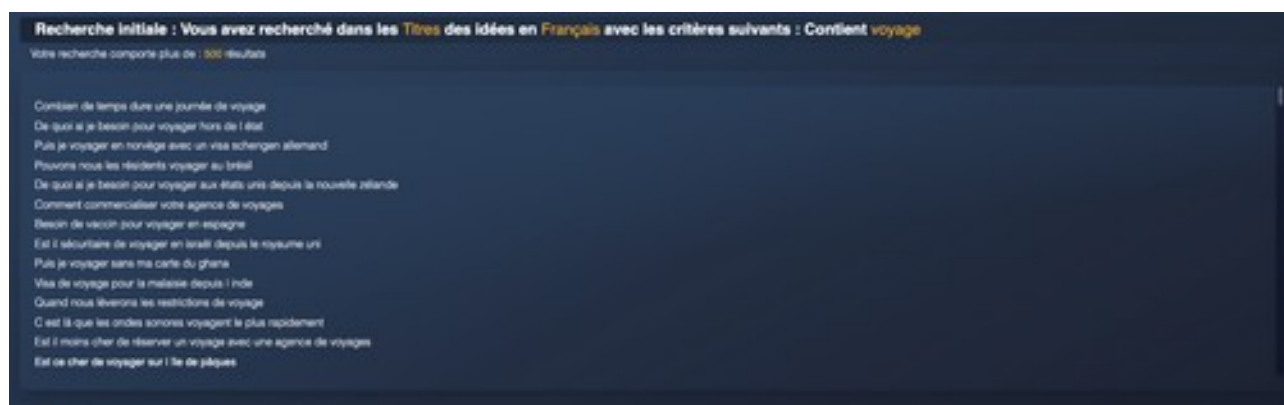 Recherche initiale : Vous avez recherché dans les Titres des idées en Français avec les critères suivants : Contient voyage
Votre recherche comporte plus de : 500 résultats
Combien de temps dure une journée de voyage
De quoi ai je besoin pour voyager hors de l état
Puis je voyager en norvège avec un visa schengen allemand
Pouvons nous les résidents voyager au brésil
De quoi ai je besoin pour voyager aux états unis depuis la nouvelle zélande
Comment commercialiser votre agence de voyages
Besoin de vaccin pour voyager en espagne
Est il sécuritaire de voyager en israël depuis le royaume uni
Puis je voyager sans ma carte du ghana
Visa de voyage pour la malaisie depuis l inde
Quand nous lèverons les restrictions de voyage
C est là que les ondes sonores voyagent le plus rapidement
Est il moins cher de réserver un voyage avec une agence de voyages
Est ce cher de voyager sur l île de pâques